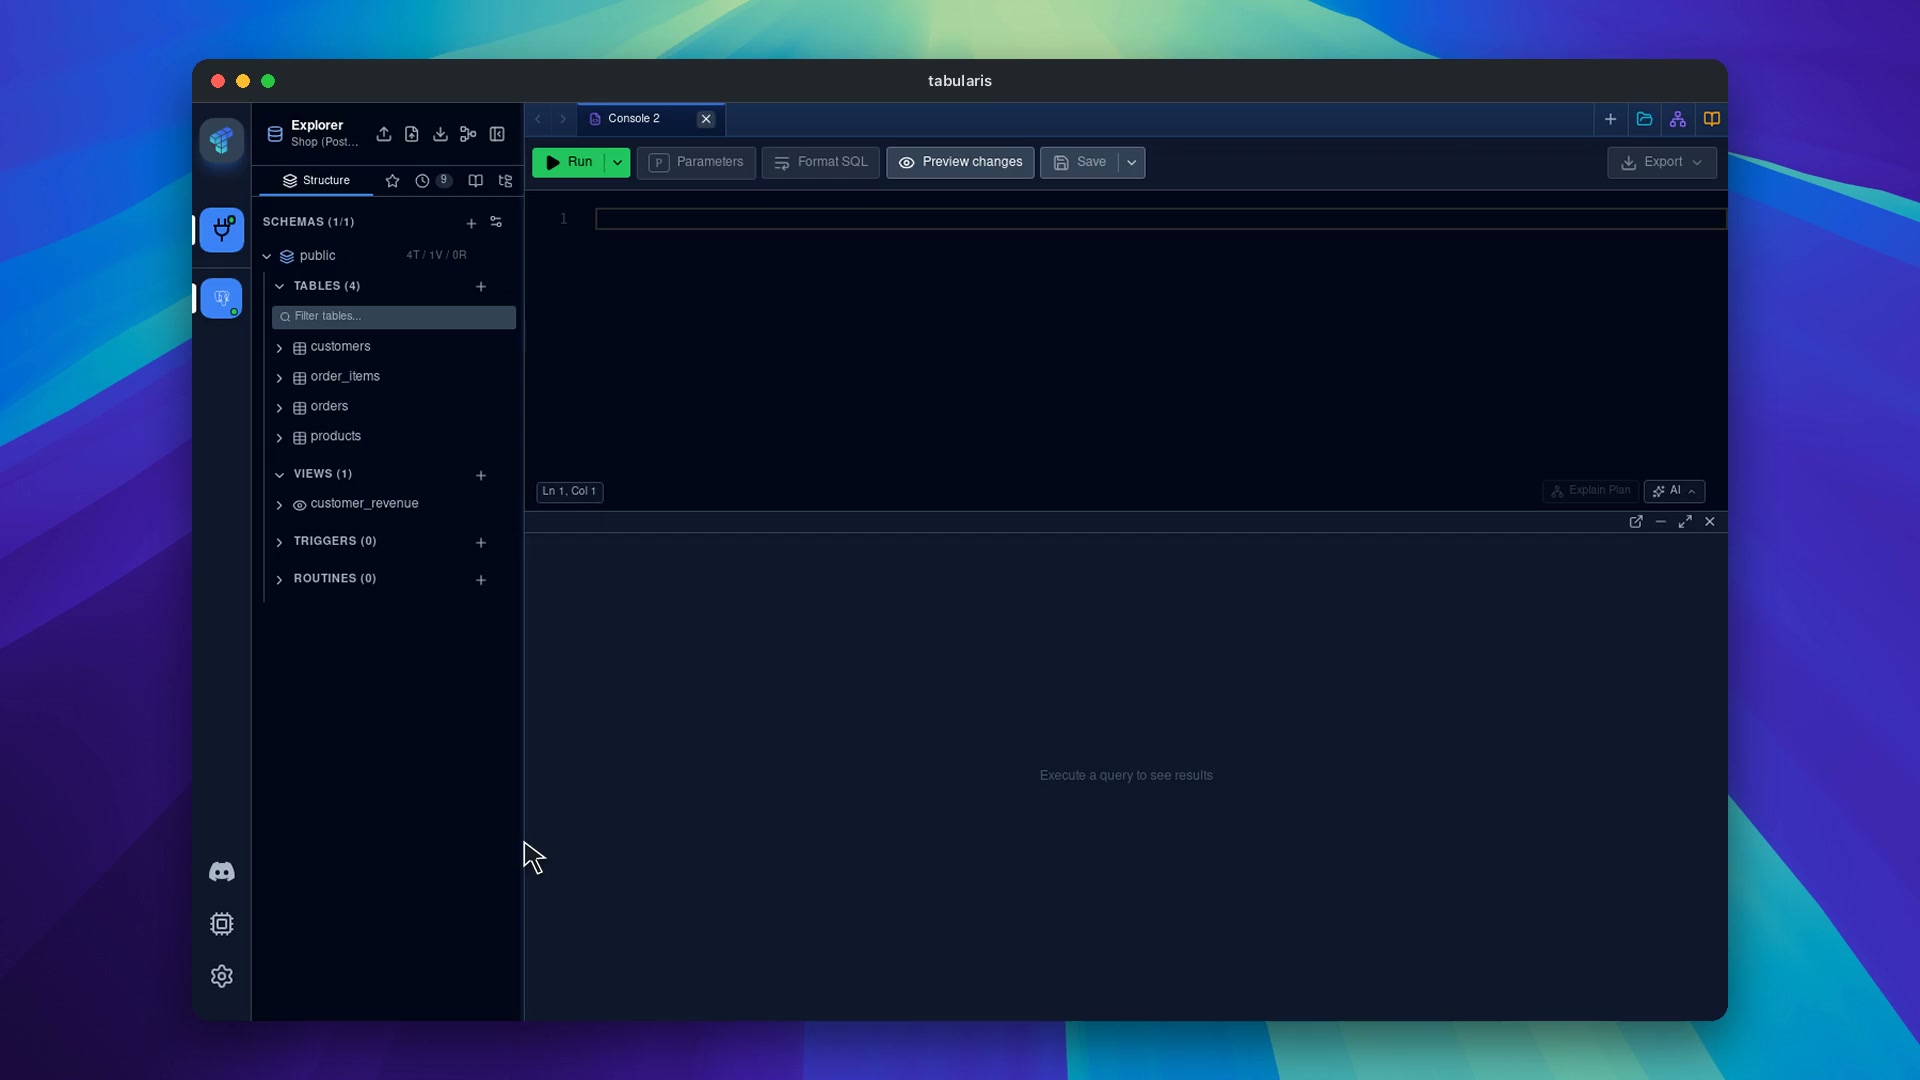 tabularis
Explorer
Shop (Post...
Console 2
Run
P
Parameters
Format SQL
Preview changes
Save
Export
Structure
9
SCHEMAS (1/1)
public
4T / 1V / 0R
TABLES (4)
Filter tables...
customers
order_items
orders
products
VIEWS (1)
customer_revenue
TRIGGERS (0)
ROUTINES (0)
1
Ln 1, Col 1
Explain Plan
AI
Execute a query to see results